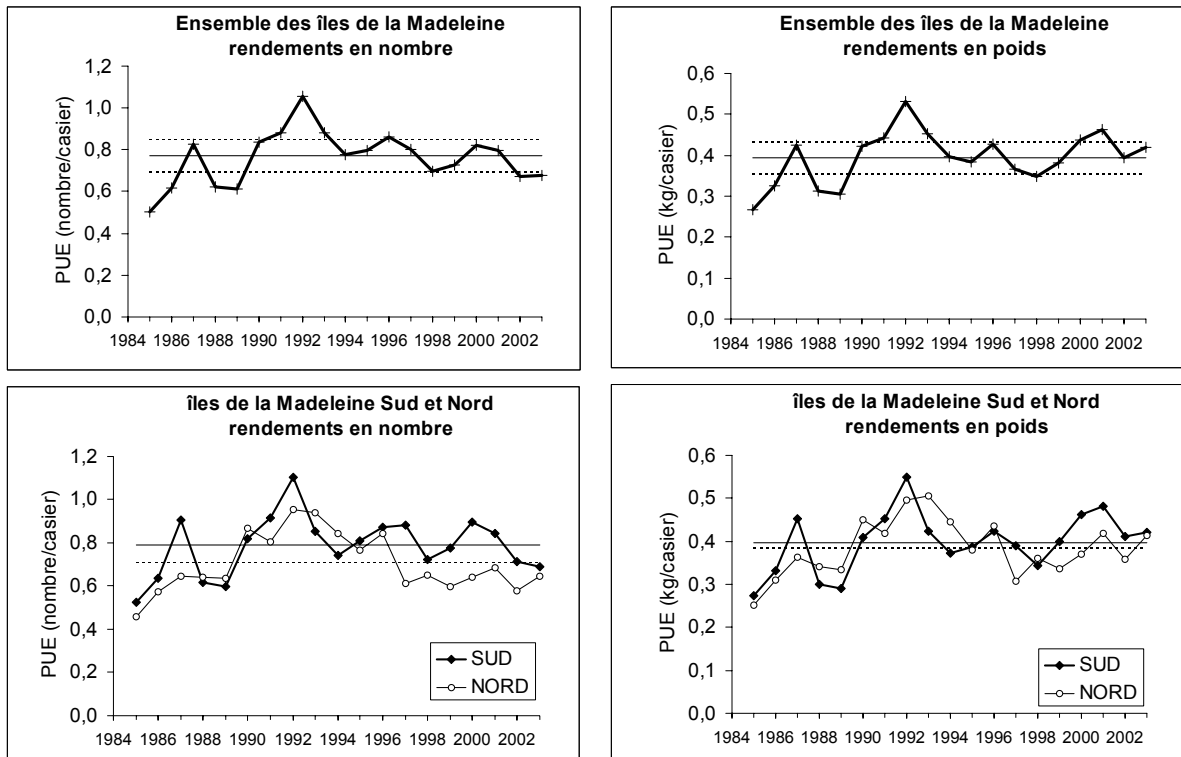 Ensemble des îles de la Madeleine
rendements en nombre
PUE (nombre/casier)
1,2
1,0
0,8
0,6
0,4
0,2
0,0
1984 1986 1988 1990 1992 1994 1996 1998 2000 2002
Ensemble des îles de la Madeleine
rendements en poids
PUE (kg/casier)
0,6
0,5
0,4
0,3
0,2
0,1
0,0
1984 1986 1988 1990 1992 1994 1996 1998 2000 2002
îles de la Madeleine Sud et Nord
rendements en nombre
PUE (nombre/casier)
1,2
1,0
0,8
0,6
0,4
0,2
0,0
SUD
NORD
1984 1986 1988 1990 1992 1994 1996 1998 2000 2002
îles de la Madeleine Sud et Nord
rendements en poids
PUE (kg/casier)
0,6
0,5
0,4
0,3
0,2
0,1
0,0
SUD
NORD
1984 1986 1988 1990 1992 1994 1996 1998 2000 2002